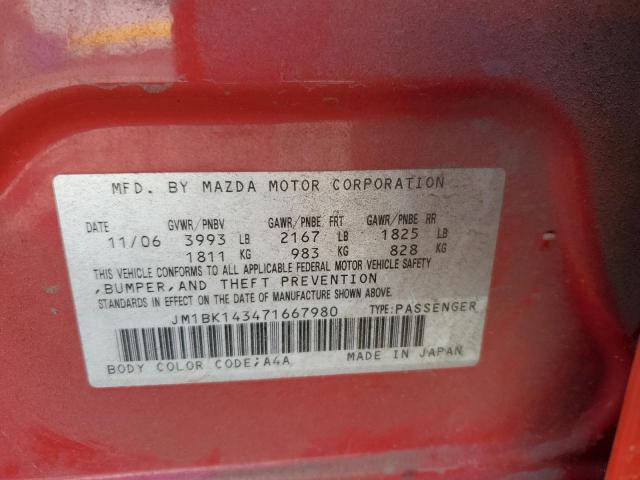 MFD. BY MAZDA MOTOR CORPORATION
DATE GVWR/PNBV GAWR/PNBE FRT GAWR/PNBE RR
11/06 3993 LB 2167 LB 1825 LB
1811 KG 983 KG 828 KG
THIS VEHICLE CONFORMS TO ALL APPLICABLE FEDERAL MOTOR VEHICLE SAFETY
,BUMPER,AND THEFT PREVENTION
STANDARDS IN EFFECT ON THE DATE OF MANUFACTURE SHOWN ABOVE.
JM1BK143471667980 TYPE:PASSENGER
MADE IN JAPAN
BODY COLOR CODE;A4A